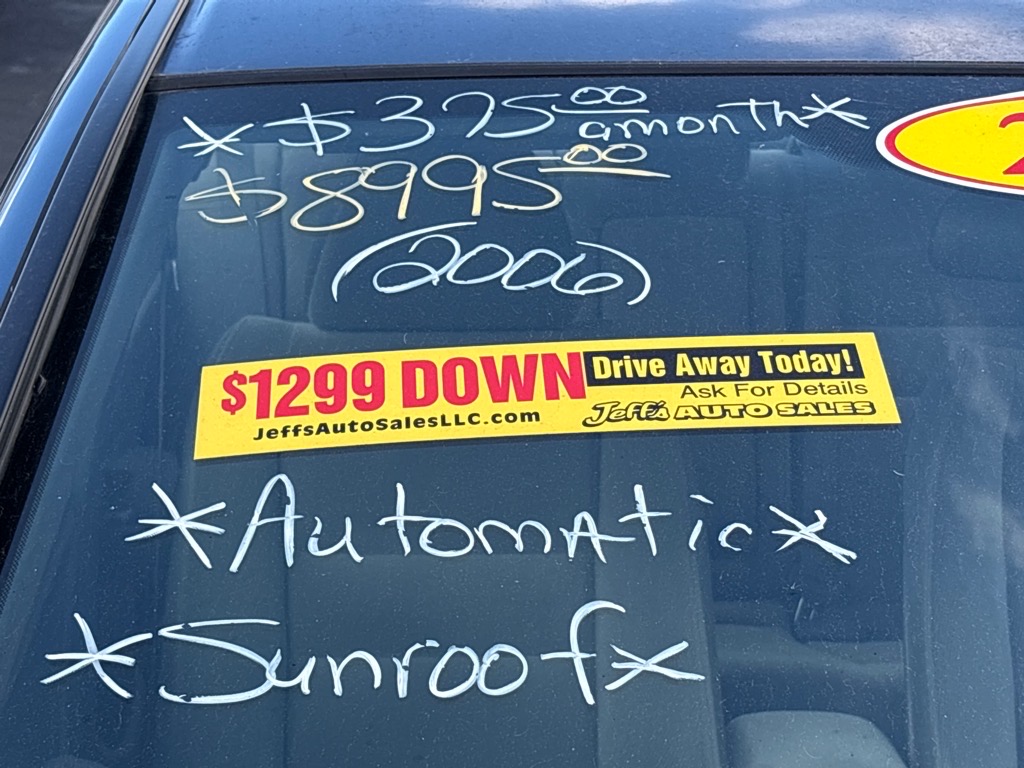 *$375.00 a month*
$8995.00
(2006)
$1299 DOWN
JeffsAutoSalesLLC.com
Drive Away Today!
Ask For Details
Jeff's AUTO SALES
*Automatic*
*Sunroof*
2